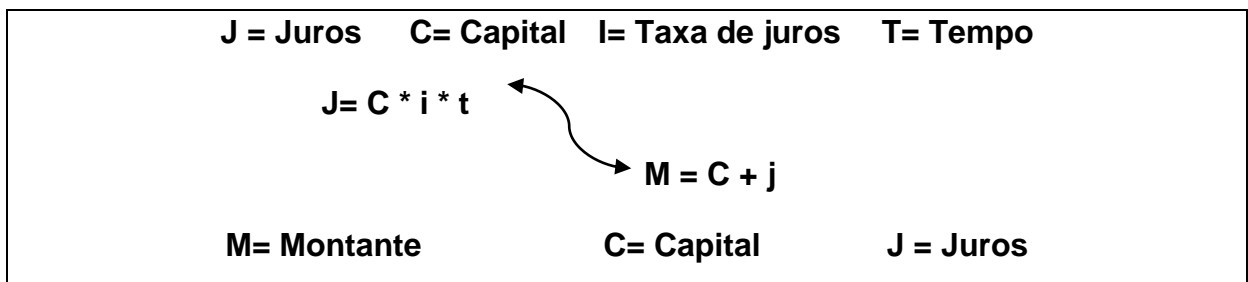 J = Juros C= Capital I= Taxa de juros T= Tempo
J= C * i * t
M = C + j
M= Montante C= Capital J = Juros